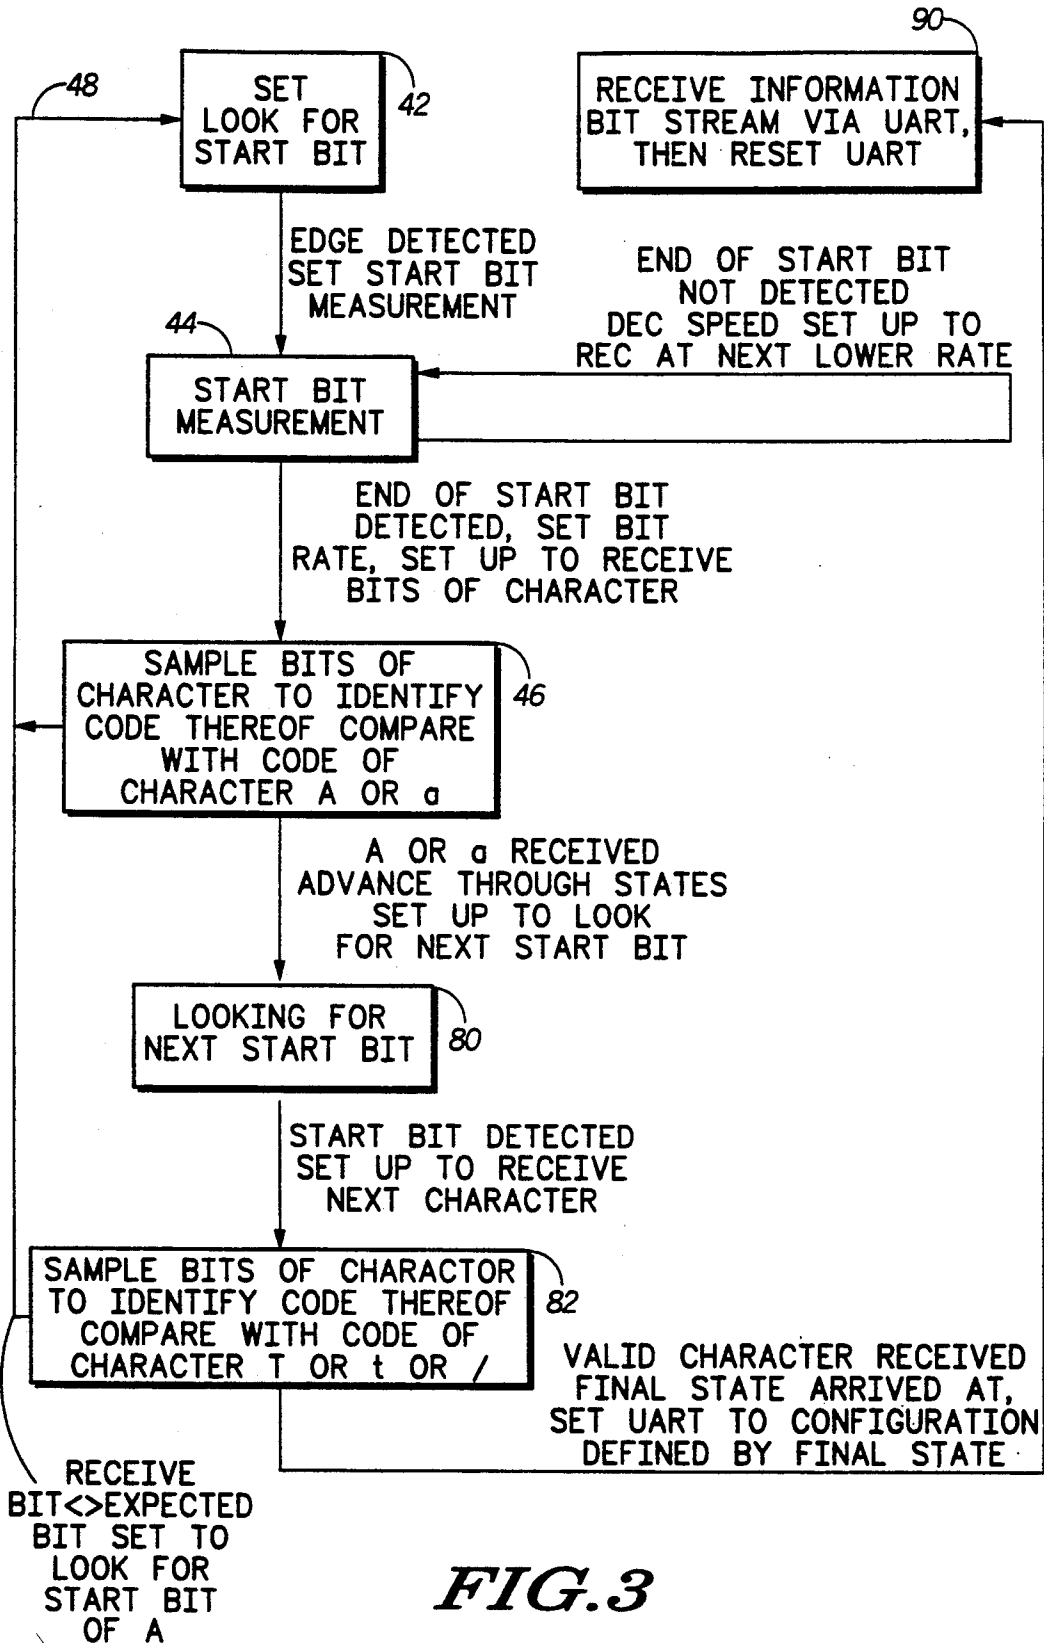 90
48
SET
LOOK FOR
START BIT
42
RECEIVE INFORMATION
BIT STREAM VIA UART,
THEN RESET UART
EDGE DETECTED
SET START BIT
MEASUREMENT
END OF START BIT
NOT DETECTED
DEC SPEED SET UP TO
REC AT NEXT LOWER RATE
44
START BIT
MEASUREMENT
END OF START BIT
DETECTED, SET BIT
RATE, SET UP TO RECEIVE
BITS OF CHARACTER
SAMPLE BITS OF
CHARACTER TO IDENTIFY
CODE THEREOF COMPARE
WITH CODE OF
CHARACTER A OR a
46
A OR a RECEIVED
ADVANCE THROUGH STATES
SET UP TO LOOK
FOR NEXT START BIT
LOOKING FOR
NEXT START BIT
80
START BIT DETECTED
SET UP TO RECEIVE
NEXT CHARACTER
SAMPLE BITS OF CHARACTOR
TO IDENTIFY CODE THEREOF
COMPARE WITH CODE OF
CHARACTER T OR t OR /
82
VALID CHARACTER RECEIVED
FINAL STATE ARRIVED AT,
SET UART TO CONFIGURATION
DEFINED BY FINAL STATE
RECEIVE
BIT<>EXPECTED
BIT SET TO
LOOK FOR
START BIT
OF A
FIG.3